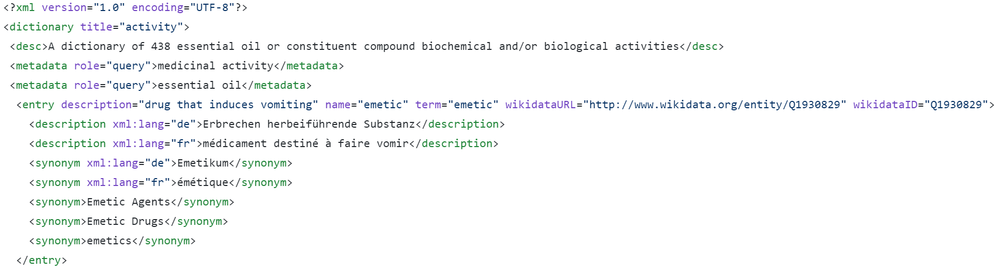 <?xml version="1.0" encoding="UTF-8"?>
<dictionary title="activity">
<desc>A dictionary of 438 essential oil or constituent compound biochemical and/or biological activities</desc>
<metadata role="query">medicinal activity</metadata>
<metadata role="query">essential oil</metadata>
<entry description="drug that induces vomiting" name="emetic" term="emetic" wikidataURL="http://www.wikidata.org/entity/Q1930829" wikidataID="Q1930829">
<description xml:lang="de">Erbrechen herbeiführende Substanz</description>
<description xml:lang="fr">médicament destiné à faire vomir</description>
<synonym xml:lang="de">Emetikum</synonym>
<synonym xml:lang="fr">émétique</synonym>
<synonym>Emetic Agents</synonym>
<synonym>Emetic Drugs</synonym>
<synonym>emetics</synonym>
</entry>